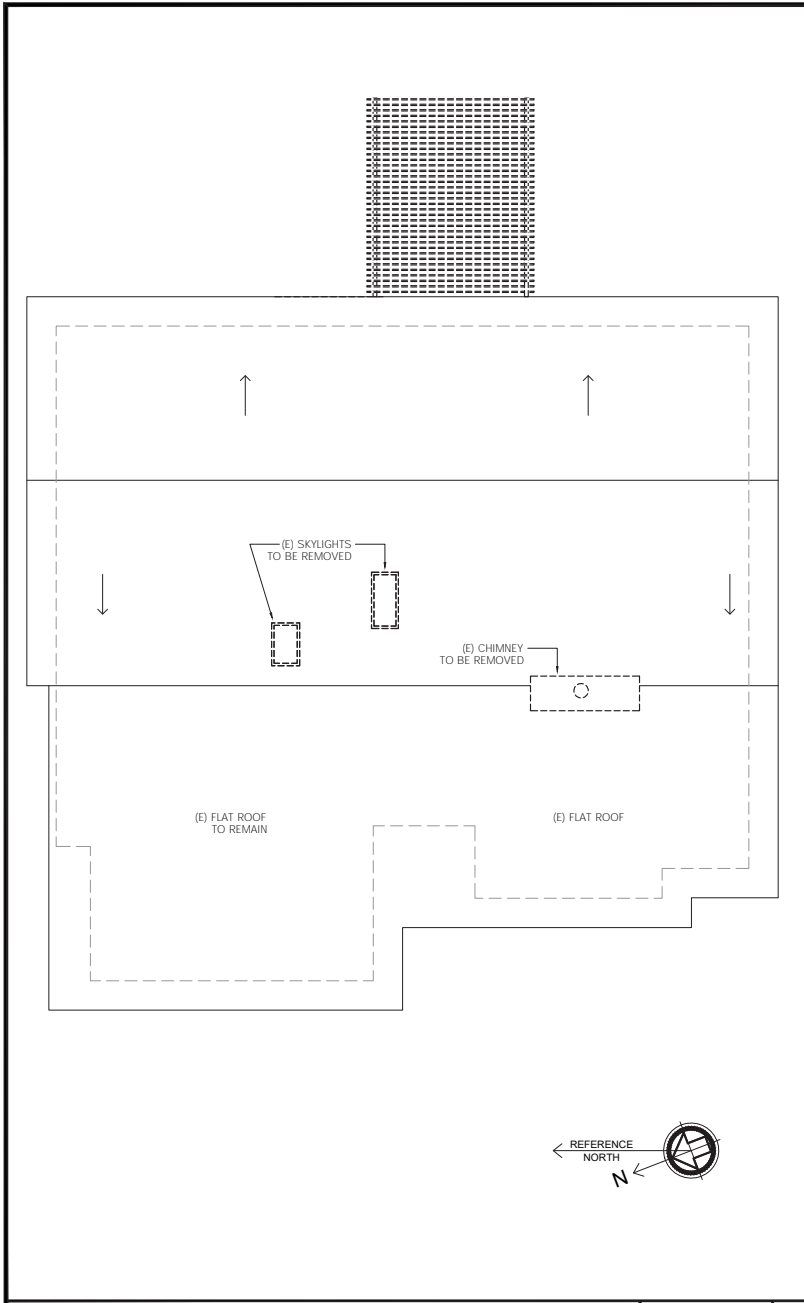 (E) SKYLIGHTS
TO BE REMOVED
(E) CHIMNEY
TO BE REMOVED
(E) FLAT ROOF
TO REMAIN
(E) FLAT ROOF
REFERENCE
NORTH
N